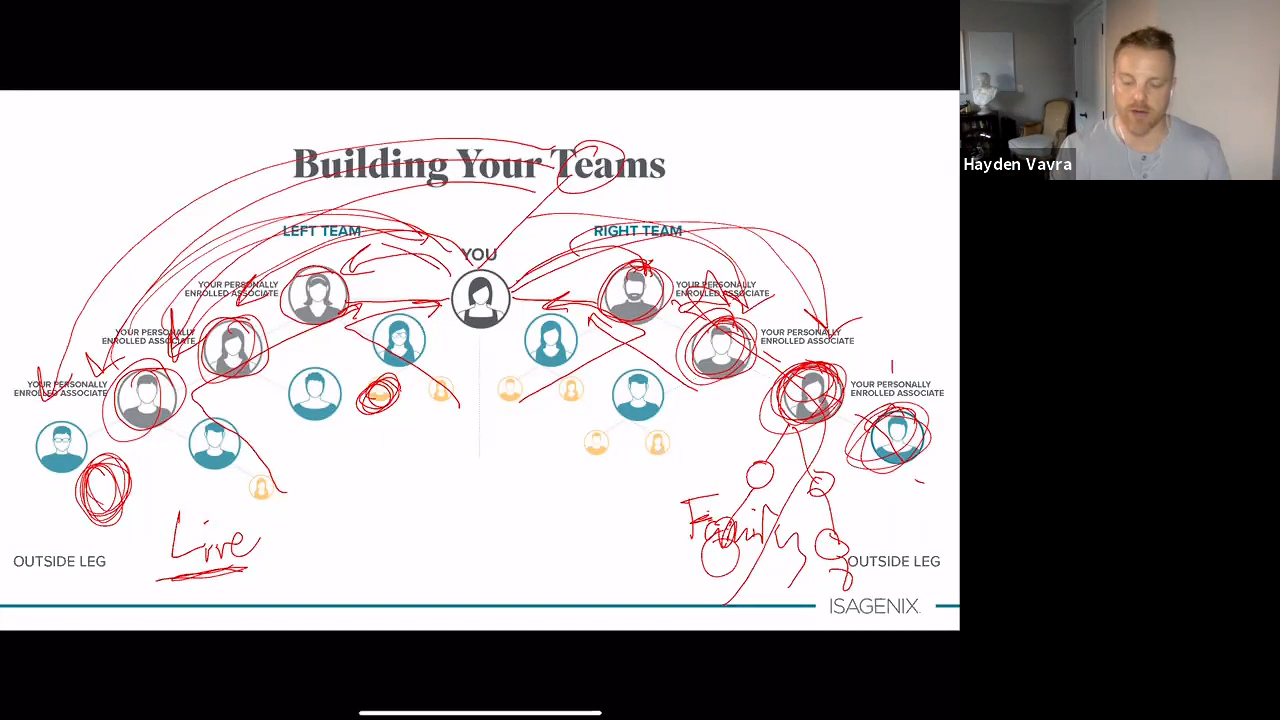 Building Your Teams
LEFT TEAM
RIGHT TEAM
YOU
YOUR PERSONALLY
ENROLLED ASSOCIATE
YOUR PERSONALLY
ENROLLED ASSOCIATE
YOUR PERSONALLY
ENROLLED ASSOCIATE
YOUR PERSONALLY
ENROLLED ASSOCIATE
YOUR PERSONALLY
ENROLLED ASSOCIATE
YOUR PERSONALLY
ENROLLED ASSOCIATE
Family
OUTSIDE LEG
OUTSIDE LEG
ISAGENIX
Hayden Vavra